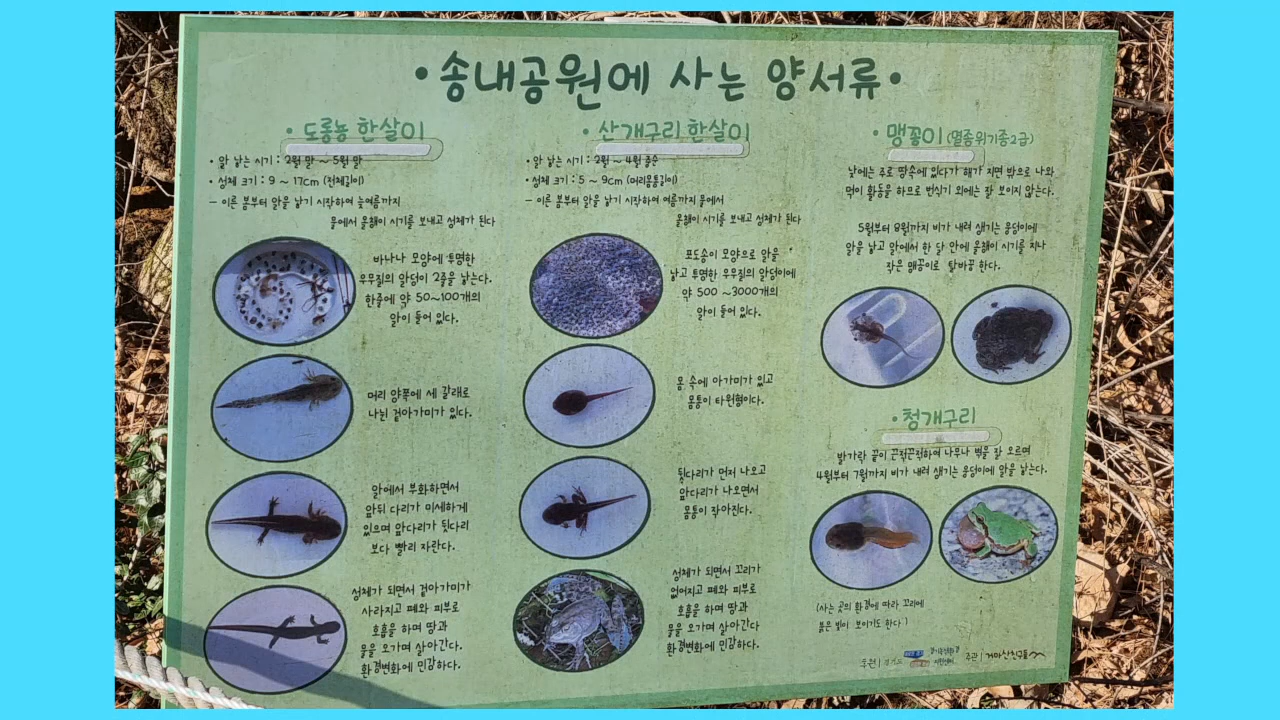 •송내공원에 사는 양서류•
• 도롱뇽 한살이
• 알 낳는 시기 : 2월 말 ~ 5월 말
• 성체 크기 : 9 ~ 17cm (전체길이)
- 이른 봄부터 알을 낳기 시작하여 늦여름까지
물에서 올챙이 시기를 보내고 성체가 된다
바나나 모양에 투명한
우무질의 알덩이 2줄을 낳는다.
한줄에 약 50~100개의
알이 들어 있다.
머리 양쪽에 세 갈래로
나뉜 겉아가미가 있다.
알에서 부화하면서
앞뒤 다리가 미세하게
있으며 앞다리가 뒷다리
보다 빨리 자란다.
성체가 되면서 겉아가미가
사라지고 폐와 피부로
호흡을 하며 땅과
물을 오가며 살아간다.
환경변화에 민감하다.
• 산개구리 한살이
• 알 낳는 시기 : 2월 ~ 4월 중순
• 성체 크기 : 5 ~ 9cm (머리몸통길이)
- 이른 봄부터 알을 낳기 시작하여 여름까지 물에서
올챙이 시기를 보내고 성체가 된다
포도송이 모양으로 알을
낳고 투명한 우무질의 알덩이에
약 500 ~3000개의
알이 들어 있다.
몸 속에 아가미가 있고
몸통이 타원형이다.
뒷다리가 먼저 나오고
앞다리가 나오면서
몸통이 작아진다.
성체가 되면서 꼬리가
없어지고 폐와 피부로
호흡을 하며 땅과
물을 오가며 살아간다
환경변화에 민감하다.
• 맹꽁이 (멸종위기종2급)
낮에는 주로 땅속에 있다가 해가 지면 밖으로 나와
먹이 활동을 하므로 번식기 외에는 잘 보이지 않는다.
5월부터 8월까지 비가 내려 생기는 웅덩이에
알을 낳고 알에서 한 달 안에 올챙이 시기를 지나
작은 맹꽁이로 탈바꿈 한다.
•청개구리
발가락 끝이 끈적끈적하여 나무나 벽을 잘 오르며
4월부터 7월까지 비가 내려 생기는 웅덩이에 알을 낳는다.
(사는 곳의 환경에 따라 꼬리에
붉은 빛이 보이기도 한다.)
후원 | 경기도
주관 | 거마산친구들